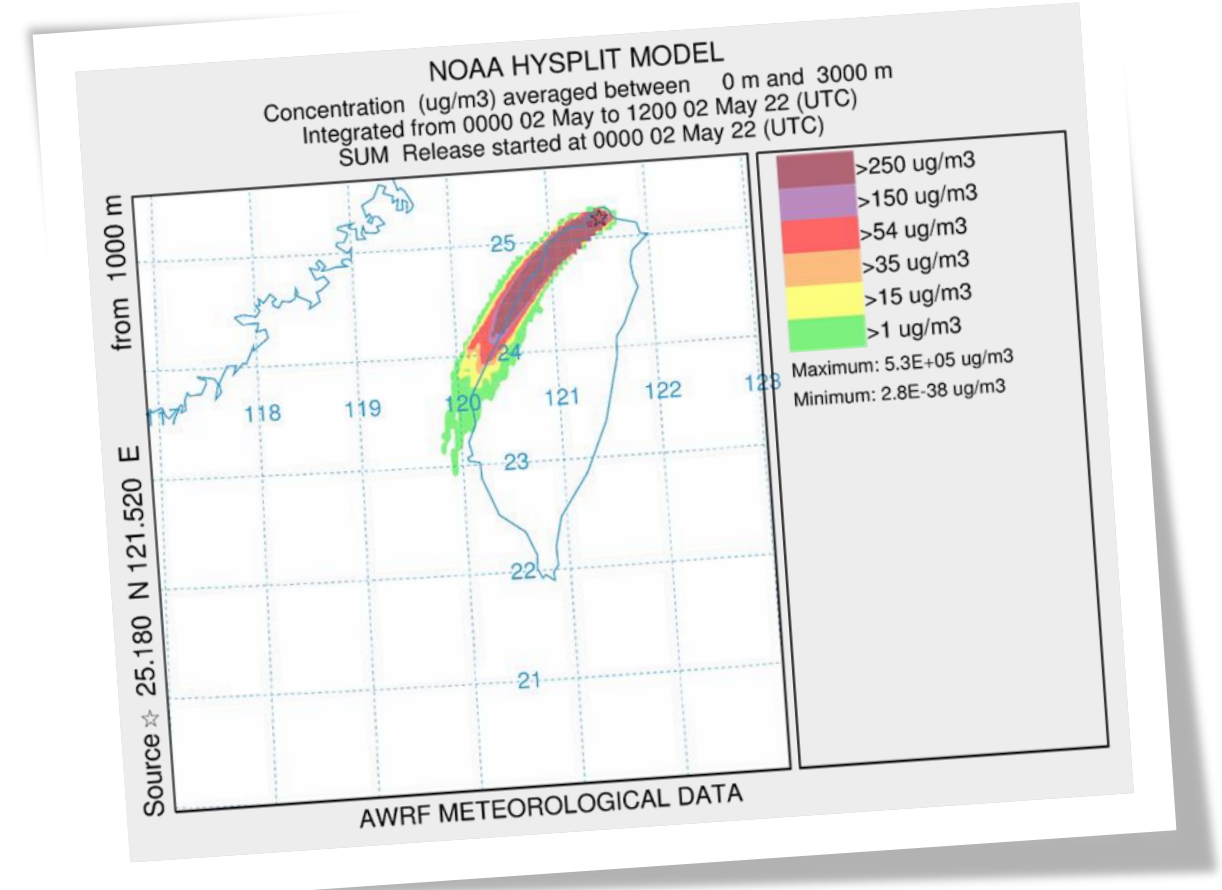 NOAA HYSPLIT MODEL
Concentration (ug/m3) averaged between 0 m and 3000 m
Integrated from 0000 02 May to 1200 02 May 22 (UTC)
SUM Release started at 0000 02 May 22 (UTC)
Source ☆ 25.180 N 121.520 E from 1000 m
25
24
117 118 119 120 121 122 123
23
22
21
>250 ug/m3
>150 ug/m3
>54 ug/m3
>35 ug/m3
>15 ug/m3
>1 ug/m3
Maximum: 5.3E+05 ug/m3
Minimum: 2.8E-38 ug/m3
AWRF METEOROLOGICAL DATA